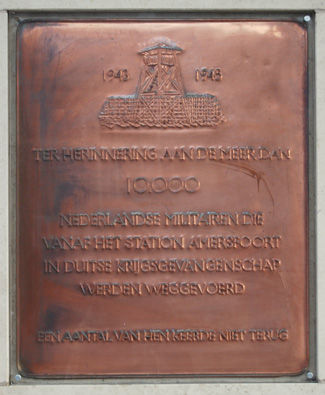 1943 1943
TER HERINNERING AAN DE MEER DAN
10.000
NEDERLANDSE MILITAIREN DIE
VANAF HET STATION AMERSFOORT
IN DUITSE KRIJGSGEVANGENSCHAP
WERDEN WEGGEVOERD
EEN AANTAL VAN HEN KEERDE NIET TERUG